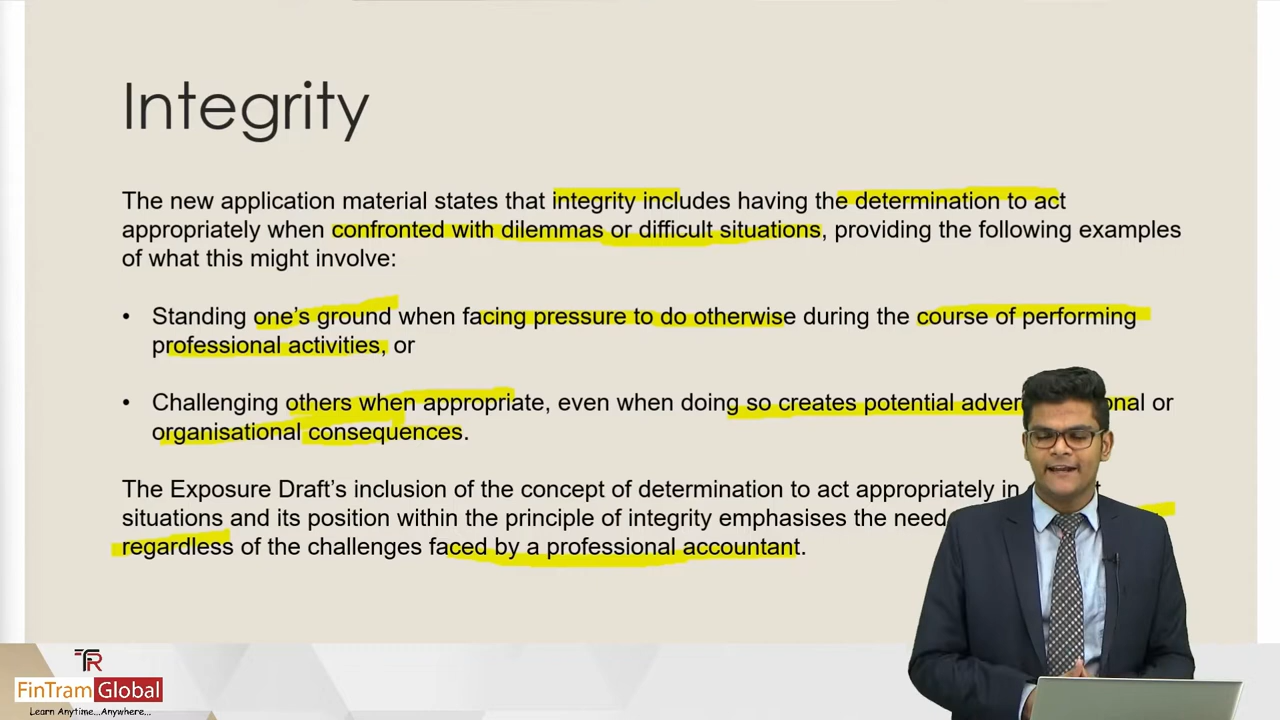 Integrity
The new application material states that integrity includes having the determination to act
appropriately when confronted with dilemmas or difficult situations, providing the following examples
of what this might involve:
• Standing one's ground when facing pressure to do otherwise during the course of performing
professional activities, or
• Challenging others when appropriate, even when doing so creates potential or
organisational consequences.
The Exposure Draft's inclusion of the concept of determination to act appropriately in
situations and its position within the principle of integrity emphasises the need
regardless of the challenges faced by a professional accountant.
TR
FinTram Global
Learn Anytime...Anywhere...